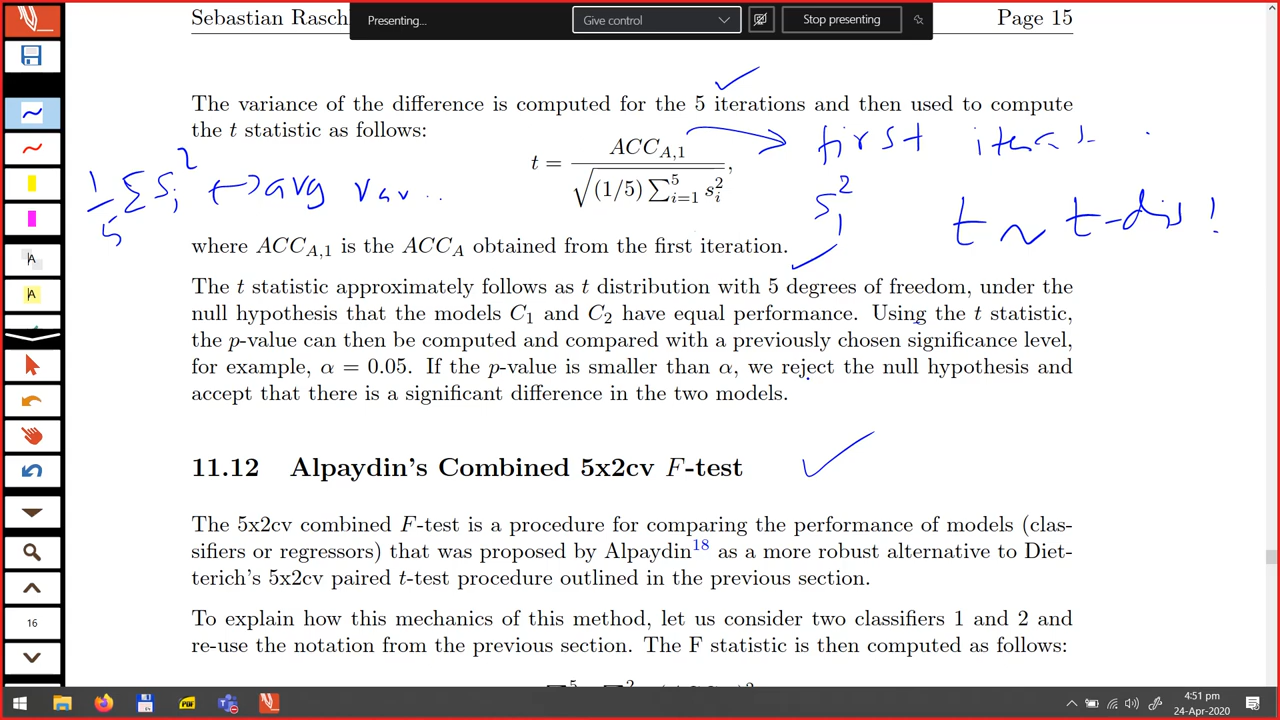 Sebastian Rasch
Presenting...
Give control
Stop presenting
Page 15
The variance of the difference is computed for the 5 iterations and then used to compute
the t statistic as follows:
t = ACC_{A,1} / √((1/5) ∑_{i=1}^{5} s_i^2),
first iterat
1/5 ∑ s_i^2 ↔ avg var..
s_1^2
t ~ t-dis!
where ACC_{A,1} is the ACC_A obtained from the first iteration.
The t statistic approximately follows as t distribution with 5 degrees of freedom, under the
null hypothesis that the models C_1 and C_2 have equal performance. Using the t statistic,
the p-value can then be computed and compared with a previously chosen significance level,
for example, α = 0.05. If the p-value is smaller than α, we reject the null hypothesis and
accept that there is a significant difference in the two models.
11.12 Alpaydin's Combined 5x2cv F-test
The 5x2cv combined F-test is a procedure for comparing the performance of models (clas-
sifiers or regressors) that was proposed by Alpaydin18 as a more robust alternative to Diet-
terich's 5x2cv paired t-test procedure outlined in the previous section.
To explain how this mechanics of this method, let us consider two classifiers 1 and 2 and
re-use the notation from the previous section. The F statistic is then computed as follows:
A
A
16
PDF
4:51 pm
24-Apr-2020